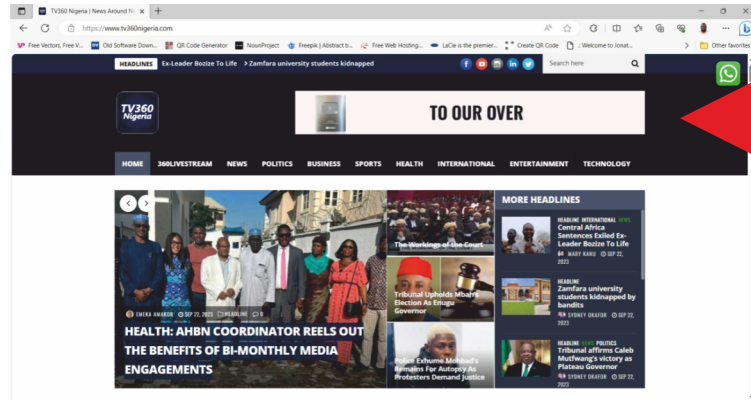 TV360 Nigeria | News Around Ni
https://www.tv360nigeria.com
Free Vectors, Free V...
Old Software Down...
QR Code Generator
NounProject
Freepik | Abstract b...
Free Web Hosting...
LaCie is the premier...
Create QR Code
: Welcome to Jonat...
Other favorites
HEADLINES
Ex-Leader Bozize To Life
> Zamfara university students kidnapped
Search here
TV360
Nigeria
TO OUR OVER
HOME
360LIVESTREAM
NEWS
POLITICS
BUSINESS
SPORTS
HEALTH
INTERNATIONAL
ENTERTAINMENT
TECHNOLOGY
EMEKA AMAKOR SEP 22, 2023 HEADLINE 0
HEALTH: AHBN COORDINATOR REELS OUT
THE BENEFITS OF BI-MONTHLY MEDIA
ENGAGEMENTS
The Workings of the Court
Tribunal Upholds Mbah's
Election As Enugu
Governor
Police Exhume Mohbad's
Remains For Autopsy As
Protesters Demand Justice
MORE HEADLINES
HEADLINE INTERNATIONAL NEWS
Central Africa
Sentences Exiled Ex-
Leader Bozize To Life
MARY KANU SEP 22,
2023
HEADLINE
Zamfara university
students kidnapped by
bandits
SYDNEY OKAFOR SEP 22,
2023
HEADLINE NEWS POLITICS
Tribunal affirms Caleb
Mutfwang's victory as
Plateau Governor
SYDNEY OKAFOR SEP 22,
2023